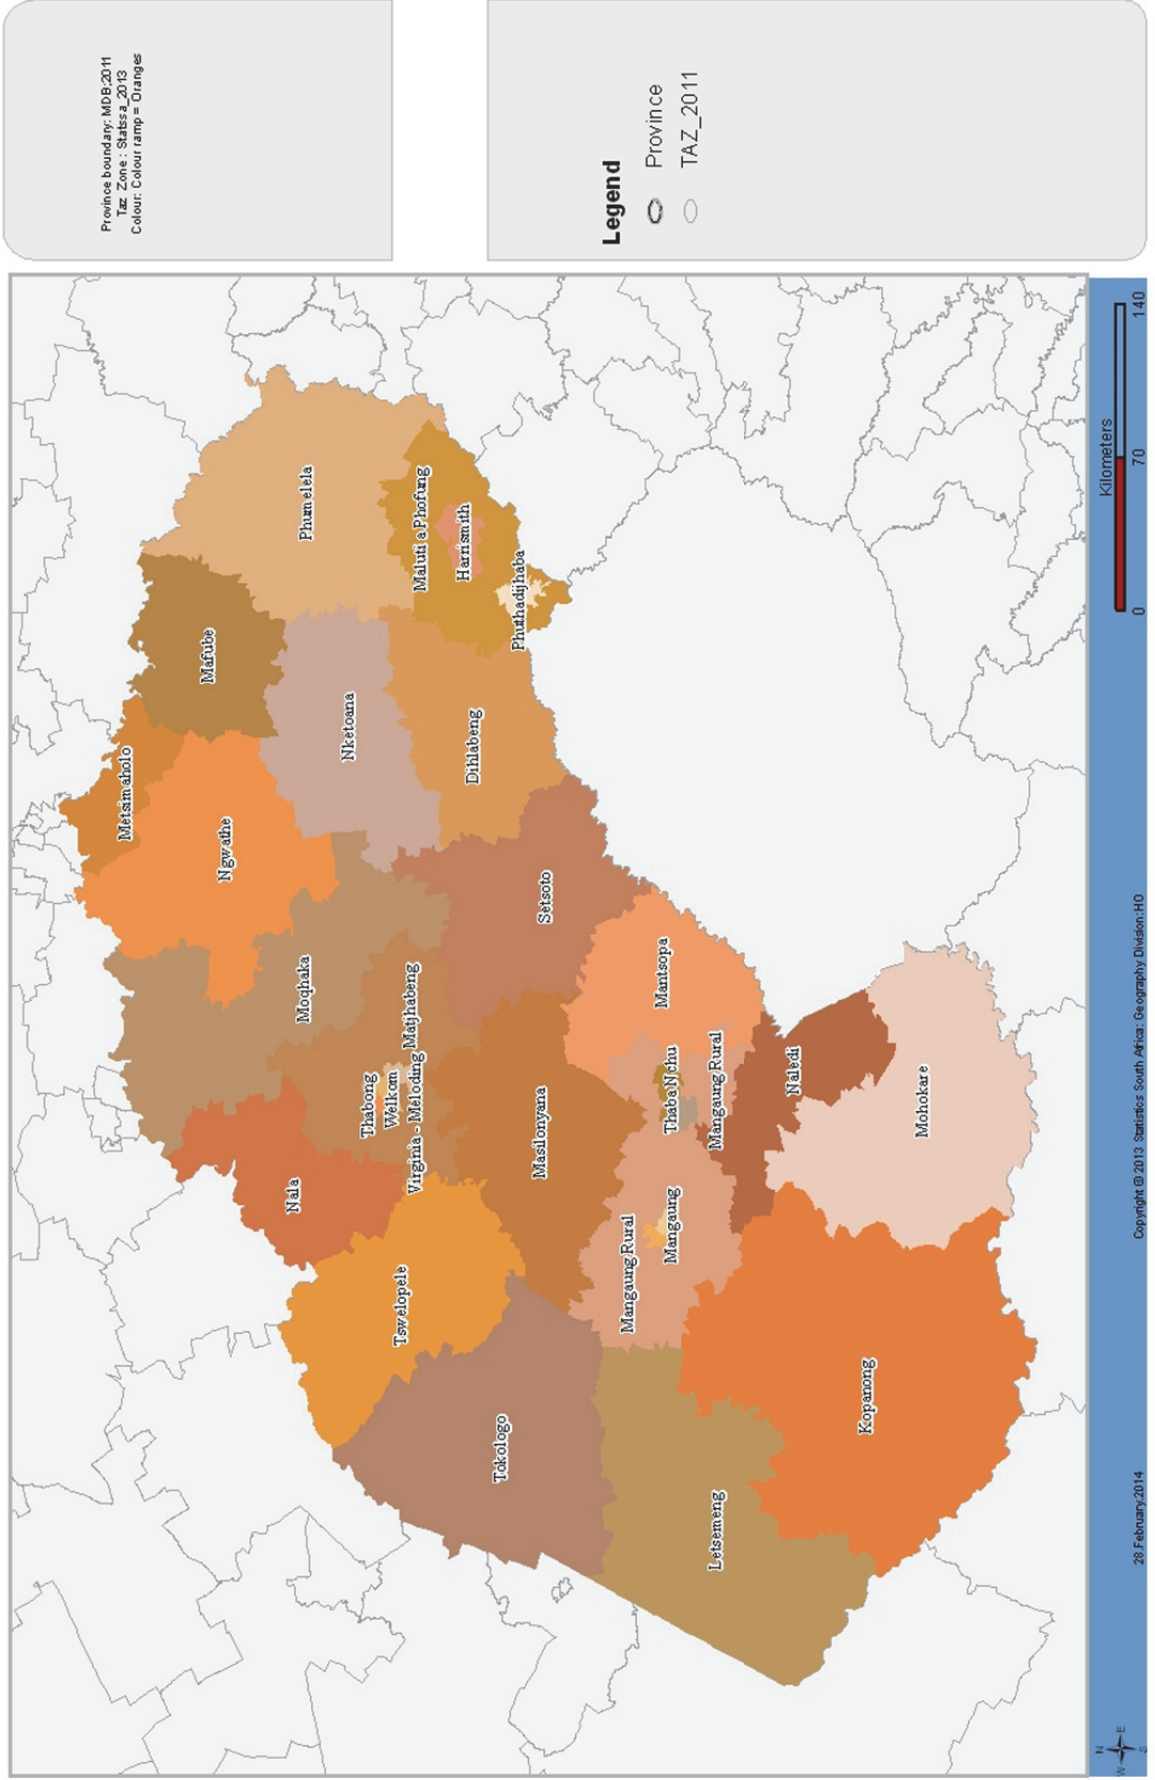 Province boundary: MDB;2011
Taz Zone : Statssa_2013
Colour: Colour ramp = Oranges
Legend
Province
TAZ_2011
Metsimaholo
Mafube
Ngwathe
Phumelela
Moqhaka
Nala
Nketoana
Thabong
Welkom
Matjhabeng
Virginia - Meloding
Maluti a Phofung
Harrismith
Tswelopele
Dihlabeng
Phuthadijhaba
Tokologo
Masilonyana
Setsoto
Mangaung Rural
Mangaung
Thaba Nchu
Mantsopa
Mangaung Rural
Letsemeng
Naledi
Kopanong
Mohokare
Kilometers
0
70
140
N
W
E
S
28.February.2014
Copyright @ 2013 Statistics South Africa: Geography Division:HO